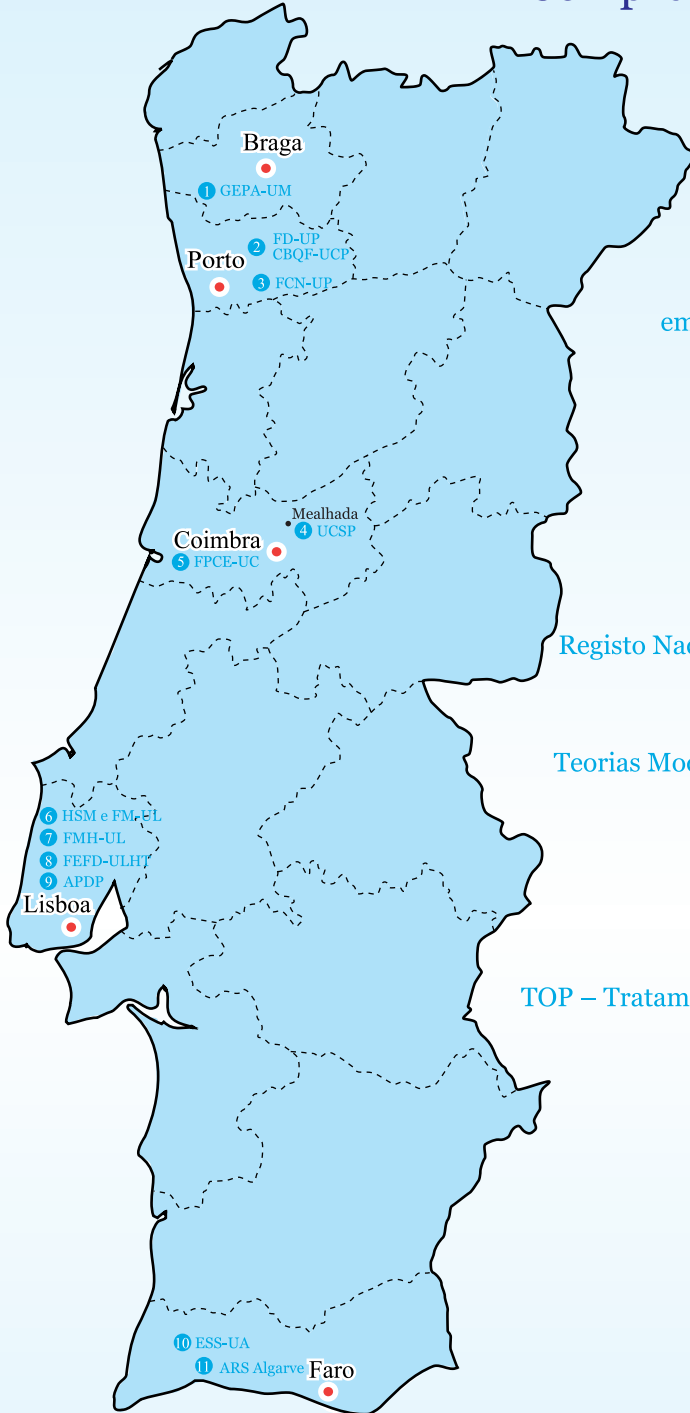 Braga
1 GEPA-UM
2 FD-UP
CBQF-UCP
Porto
3 FCN-UP
em
Mealhada
4 UCSP
Coimbra
5 FPCE-UC
Registo Nac
Teorias Mod
6 HSM e FM-UL
7 FMH-UL
8 FEFD-ULHT
9 APDP
Lisboa
TOP – Tratam
10 ESS-UA
11 ARS Algarve
Faro